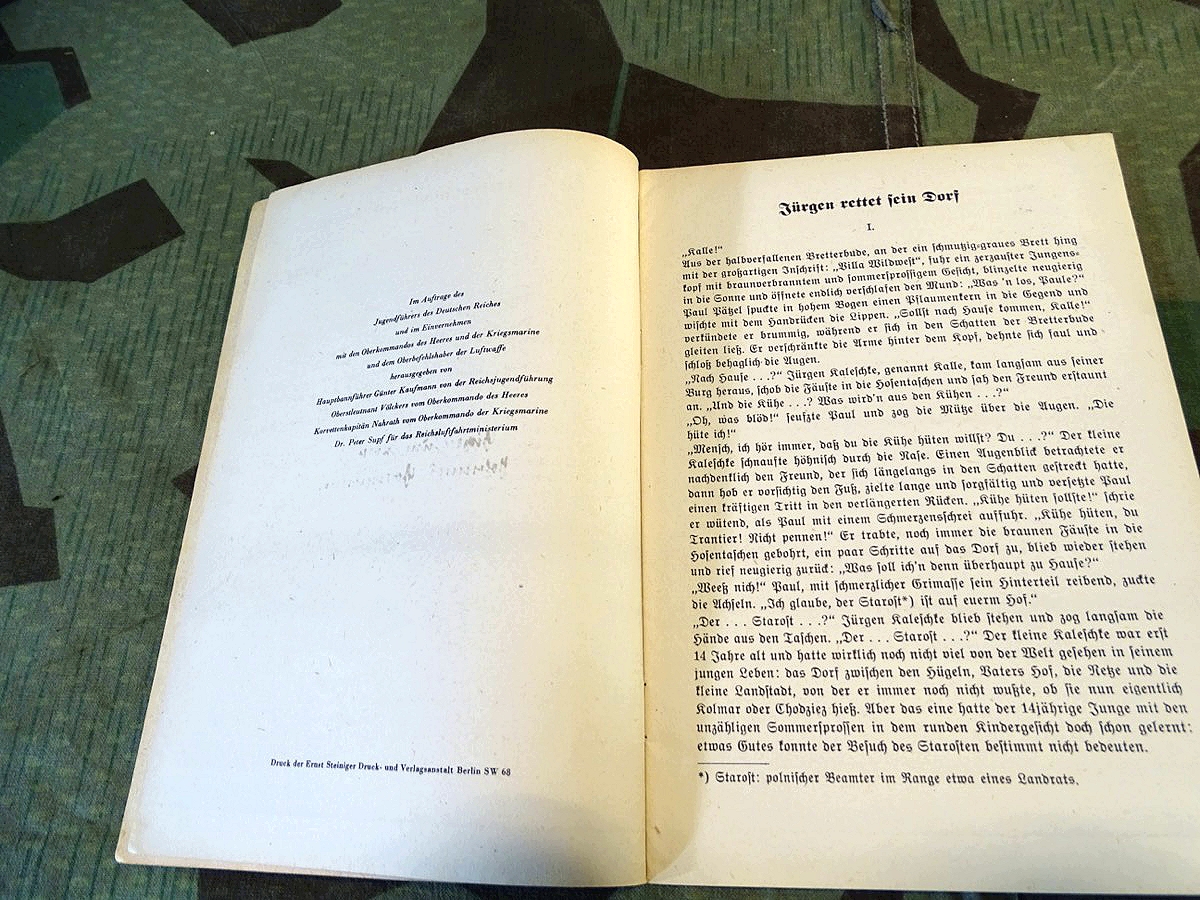 Im Auftrage des
Jugendführers des Deutschen Reiches
und im Einvernehmen
mit den Oberkommandos des Heeres und der Kriegsmarine
und dem Oberbefehlshaber der Luftwaffe
herausgegeben von
Hauptbannführer Günter Kaufmann von der Reichsjugendführung
Oberstleutnant Völckers vom Oberkommando des Heeres
Korvettenkapitän Nahrath vom Oberkommando der Kriegsmarine
Dr. Peter Supf für das Reichsluftfahrtministerium
Druck der Ernst Steiniger Druck- und Verlagsanstalt Berlin SW 68
Jürgen rettet sein Dorf
I.
„Kalle!“
Aus der halbverfallenen Bretterbude, an der ein schmutzig-graues Brett hing
mit der großartigen Inschrift: „Villa Wildwest“, fuhr ein zerzauster Jungens-
kopf mit braunverbranntem und sommersprossigem Gesicht, blinzelte neugierig
in die Sonne und öffnete endlich verschlafen den Mund: „Was 'n los, Paule?“
Paul Pätzel spuckte in hohem Bogen einen Pflaumenkern in die Gegend und
wischte mit dem Handrücken die Lippen. „Sollst nach Hause kommen, Kalle!“
verkündete er brummig, während er sich in den Schatten der Bretterbude
gleiten ließ. Er verschränkte die Arme hinter dem Kopf, dehnte sich faul und
schloß behaglich die Augen.
„Nach Hause . . .?“ Jürgen Kaleschke, genannt Kalle, kam langsam aus seiner
Burg heraus, schob die Fäuste in die Hosentaschen und sah den Freund erstaunt
an. „Und die Kühe . . .? Was wird'n aus den Kühen . . .?“
„Oh, was blöd!“ seufzte Paul und zog die Mütze über die Augen. „Die
hüte ich!“
„Mensch, ich hör immer, daß du die Kühe hüten willst? Du . . .?“ Der kleine
Kaleschke schnaufte höhnisch durch die Nase. Einen Augenblick betrachtete er
nachdenklich den Freund, der sich längelangs in den Schatten gestreckt hatte,
dann hob er vorsichtig den Fuß, zielte lange und sorgfältig und versetzte Paul
einen kräftigen Tritt in den verlängerten Rücken. „Kühe hüten sollste!“ schrie
er wütend, als Paul mit einem Schmerzensschrei auffuhr. „Kühe hüten, du
Trantier! Nicht pennen!“ Er trabte, noch immer die braunen Fäuste in die
Hosentaschen gebohrt, ein paar Schritte auf das Dorf zu, blieb wieder stehen
und rief neugierig zurück: „Was soll ich'n denn überhaupt zu Hause?“
„Weeß nich!“ Paul, mit schmerzlicher Grimasse sein Hinterteil reibend, zuckte
die Achseln. „Ich glaube, der Starost*) ist auf euerm Hof.“
„Der . . . Starost . . .?“ Jürgen Kaleschke blieb stehen und zog langsam die
Hände aus den Taschen. „Der . . . Starost . . .?“ Der kleine Kaleschke war erst
14 Jahre alt und hatte wirklich noch nicht viel von der Welt gesehen in seinem
jungen Leben: das Dorf zwischen den Hügeln, Vaters Hof, die Netze und die
kleine Landstadt, von der er immer noch nicht wußte, ob sie nun eigentlich
Kolmar oder Chodziez hieß. Aber das eine hatte der 14jährige Junge mit den
unzähligen Sommersprossen in dem runden Kindergesicht doch schon gelernt:
etwas Gutes konnte der Besuch des Starosten bestimmt nicht bedeuten.
*) Starost: polnischer Beamter im Range etwa eines Landrats.